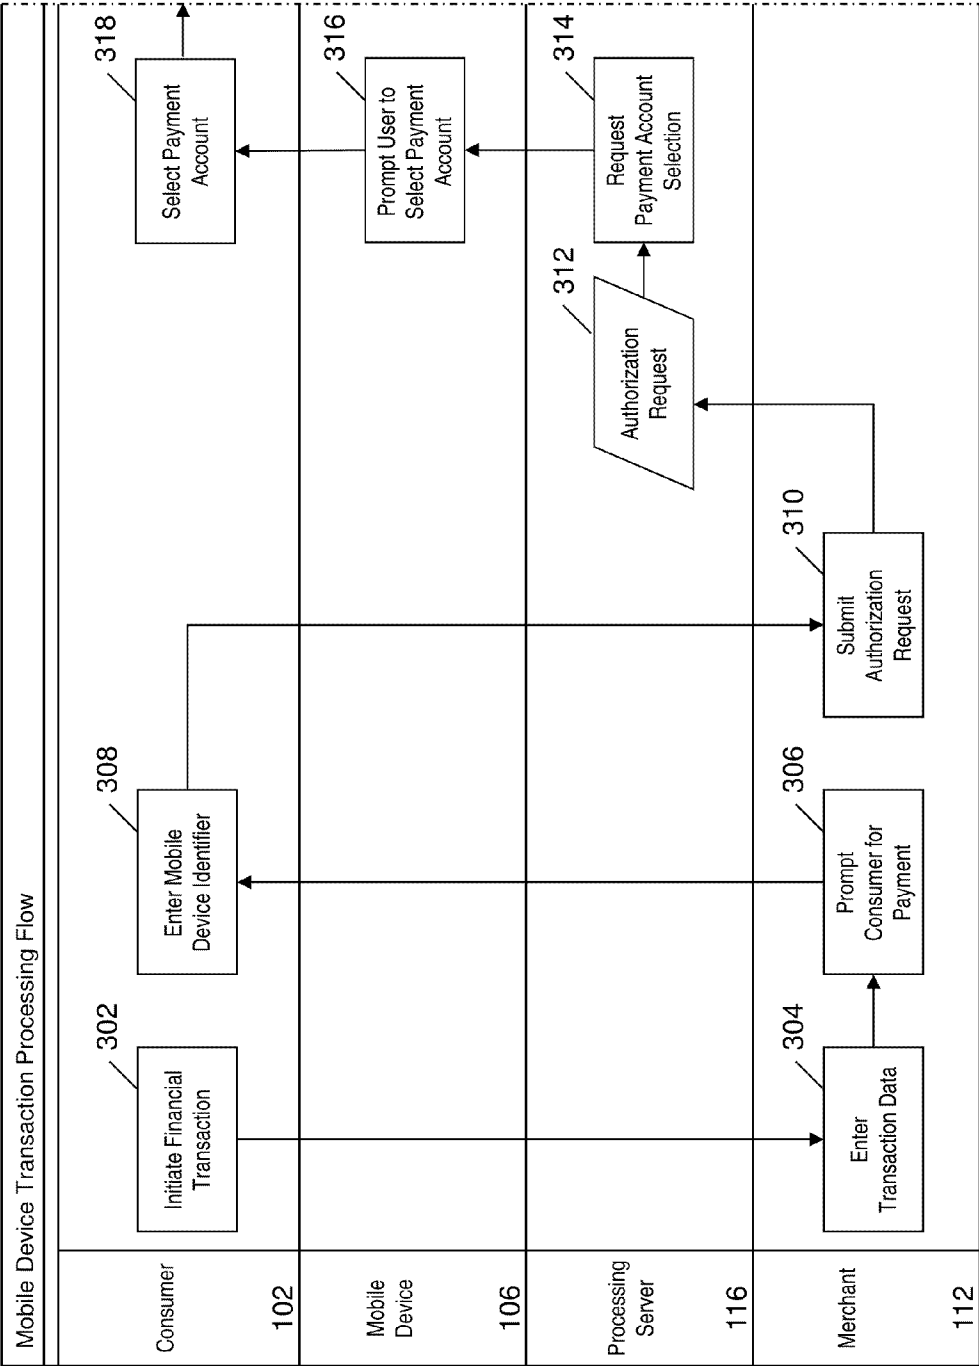 Mobile Device Transaction Processing Flow
Consumer
102
302
Initiate Financial
Transaction
308
Enter Mobile
Device Identifier
318
Select Payment
Account
Mobile
Device
106
316
Prompt User to
Select Payment
Account
Processing
Server
116
312
Authorization
Request
314
Request
Payment Account
Selection
Merchant
112
304
Enter
Transaction Data
306
Prompt
Consumer for
Payment
310
Submit
Authorization
Request